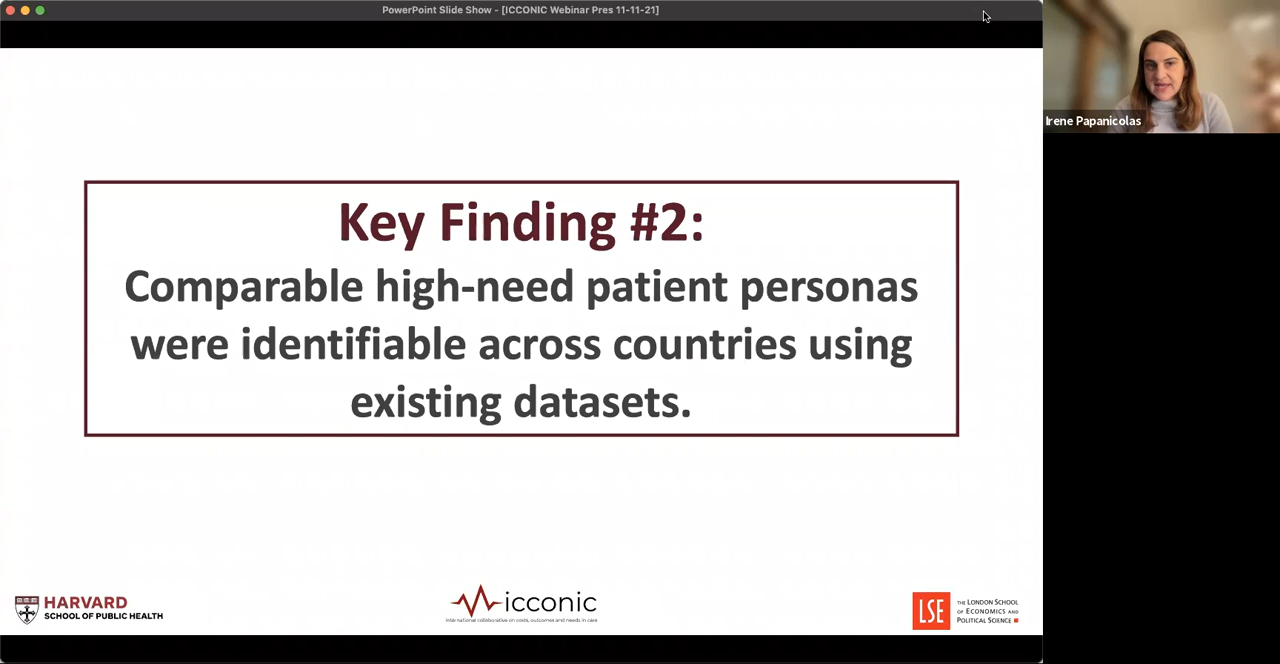 PowerPoint Slide Show - [ICCONIC Webinar Pres 11-11-21]
Irene Papanicolas
Key Finding #2:
Comparable high-need patient personas
were identifiable across countries using
existing datasets.
HARVARD
SCHOOL OF PUBLIC HEALTH
icconic
International collaborative on costs, outcomes and needs in care
LSE
THE LONDON SCHOOL
OF ECONOMICS AND
POLITICAL SCIENCE